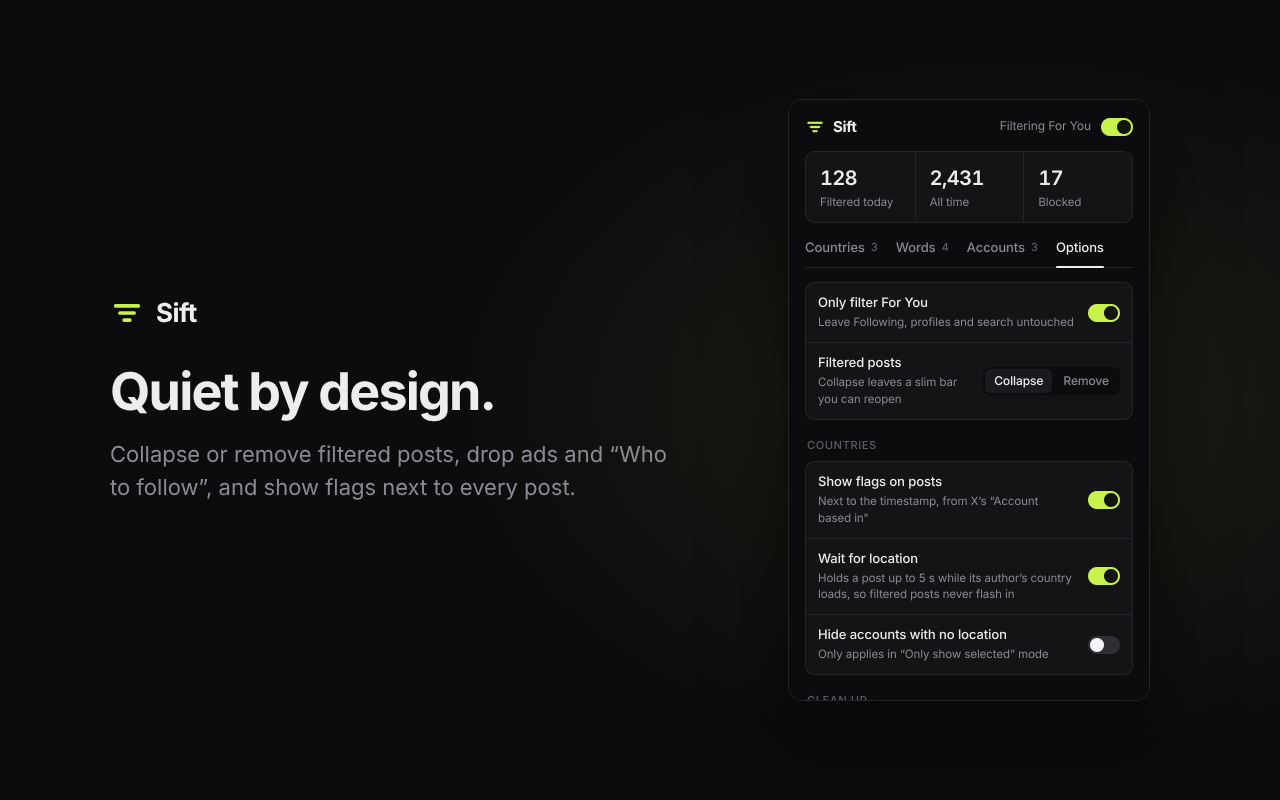 Sift
Quiet by design.
Collapse or remove filtered posts, drop ads and “Who
to follow”, and show flags next to every post.
Sift
Filtering For You
128
Filtered today
2,431
All time
17
Blocked
Countries 3
Words 4
Accounts 3
Options
Only filter For You
Leave Following, profiles and search untouched
Filtered posts
Collapse leaves a slim bar
you can reopen
Collapse
Remove
COUNTRIES
Show flags on posts
Next to the timestamp, from X’s “Account
based in”
Wait for location
Holds a post up to 5 s while its author’s country
loads, so filtered posts never flash in
Hide accounts with no location
Only applies in “Only show selected” mode
CLEAN UP